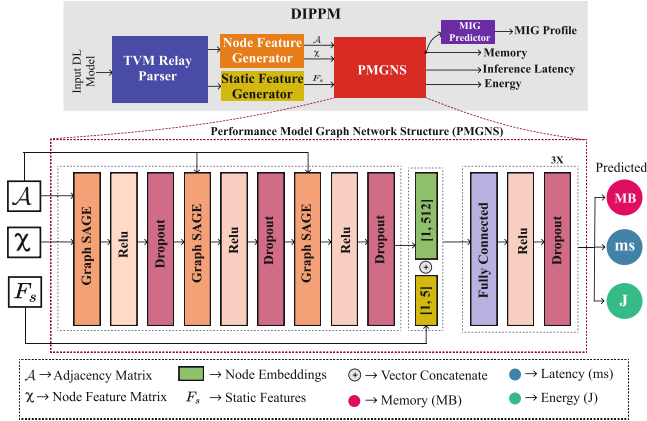 DIPPM
Input DL
Model
TVM Relay
Parser
Node Feature
Generator
Static Feature
Generator
𝒜
χ
F_s
PMGNS
MIG
Predictor
MIG Profile
Memory
Inference Latency
Energy
Performance Model Graph Network Structure (PMGNS)
𝒜
χ
F_s
Graph SAGE
Relu
Dropout
Graph SAGE
Relu
Dropout
Graph SAGE
Relu
Dropout
[1, 512]
[1, 5]
3X
Fully Connected
Relu
Dropout
Predicted
MB
ms
J
𝒜 → Adjacency Matrix
→ Node Embeddings
→ Vector Concatenate
→ Latency (ms)
χ → Node Feature Matrix
F_s → Static Features
→ Memory (MB)
→ Energy (J)